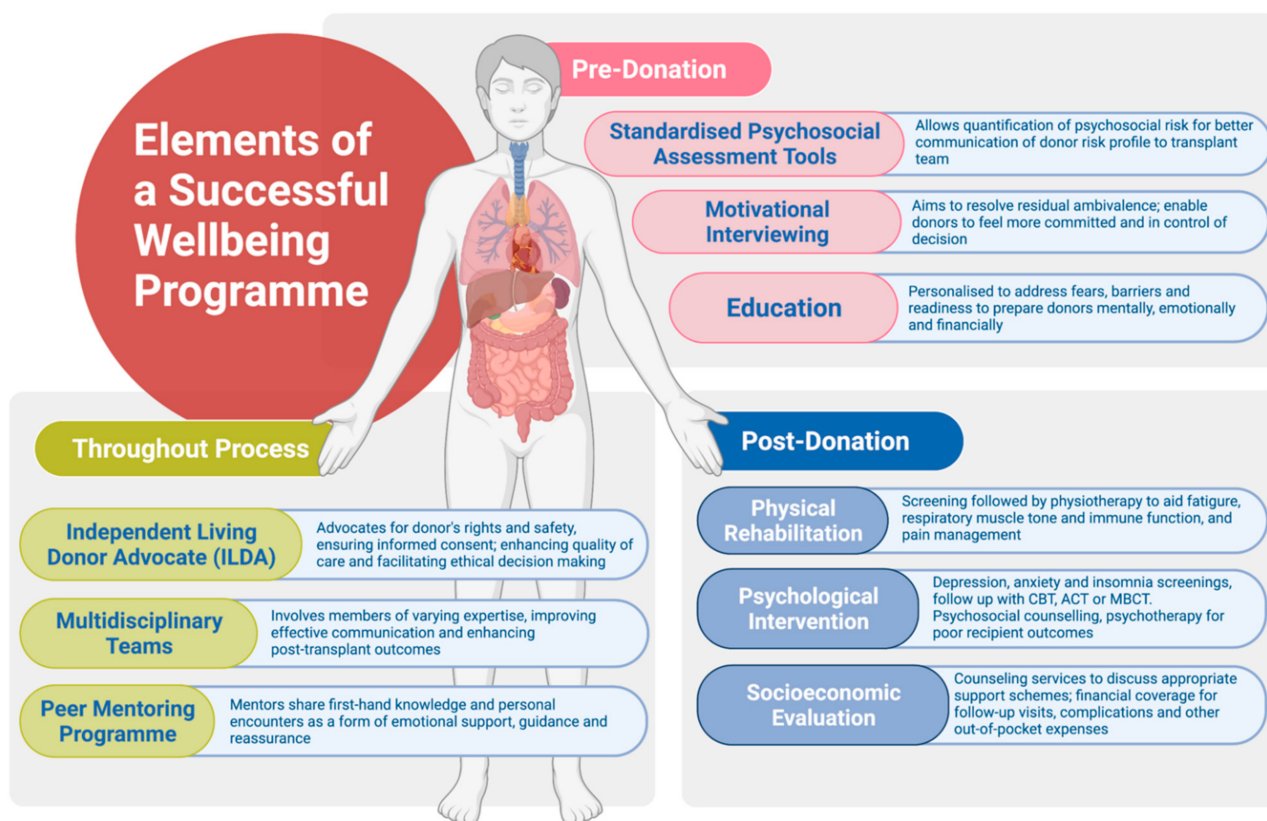 Elements of
a Successful
Wellbeing
Programme
Pre-Donation
Standardised Psychosocial
Assessment Tools
Allows quantification of psychosocial risk for better
communication of donor risk profile to transplant
team
Motivational
Interviewing
Aims to resolve residual ambivalence; enable
donors to feel more committed and in control of
decision
Education
Personalised to address fears, barriers and
readiness to prepare donors mentally, emotionally
and financially
Throughout Process
Independent Living
Donor Advocate (ILDA)
Advocates for donor's rights and safety,
ensuring informed consent; enhancing quality of
care and facilitating ethical decision making
Multidisciplinary
Teams
Involves members of varying expertise, improving
effective communication and enhancing
post-transplant outcomes
Peer Mentoring
Programme
Mentors share first-hand knowledge and personal
encounters as a form of emotional support, guidance and
reassurance
Post-Donation
Physical
Rehabilitation
Screening followed by physiotherapy to aid fatigure,
respiratory muscle tone and immune function, and
pain management
Psychological
Intervention
Depression, anxiety and insomnia screenings,
follow up with CBT, ACT or MBCT.
Psychosocial counselling, psychotherapy for
poor recipient outcomes
Socioeconomic
Evaluation
Counseling services to discuss appropriate
support schemes; financial coverage for
follow-up visits, complications and other
out-of-pocket expenses